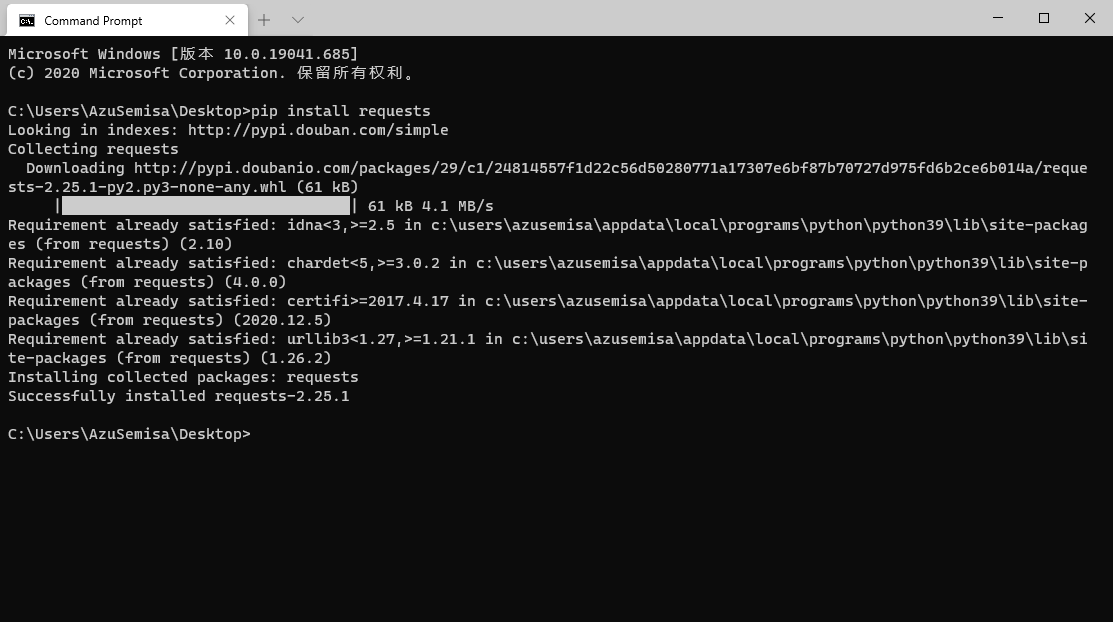 Command Prompt
Microsoft Windows [版本 10.0.19041.685]
(c) 2020 Microsoft Corporation. 保留所有权利。
C:\Users\AzuSemisa\Desktop>pip install requests
Looking in indexes: http://pypi.douban.com/simple
Collecting requests
  Downloading http://pypi.doubanio.com/packages/29/c1/24814557f1d22c56d50280771a17307e6bf87b70727d975fd6b2ce6b014a/reque
sts-2.25.1-py2.py3-none-any.whl (61 kB)
| | 61 kB 4.1 MB/s
Requirement already satisfied: idna<3,>=2.5 in c:\users\azusemisa\appdata\local\programs\python\python39\lib\site-packag
es (from requests) (2.10)
Requirement already satisfied: chardet<5,>=3.0.2 in c:\users\azusemisa\appdata\local\programs\python\python39\lib\site-p
ackages (from requests) (4.0.0)
Requirement already satisfied: certifi>=2017.4.17 in c:\users\azusemisa\appdata\local\programs\python\python39\lib\site-
packages (from requests) (2020.12.5)
Requirement already satisfied: urllib3<1.27,>=1.21.1 in c:\users\azusemisa\appdata\local\programs\python\python39\lib\si
te-packages (from requests) (1.26.2)
Installing collected packages: requests
Successfully installed requests-2.25.1
C:\Users\AzuSemisa\Desktop>